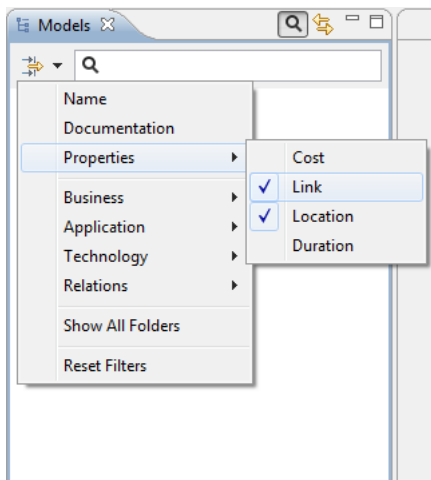 Models
Name
Documentation
Properties
Cost
Link
Location
Duration
Business
Application
Technology
Relations
Show All Folders
Reset Filters